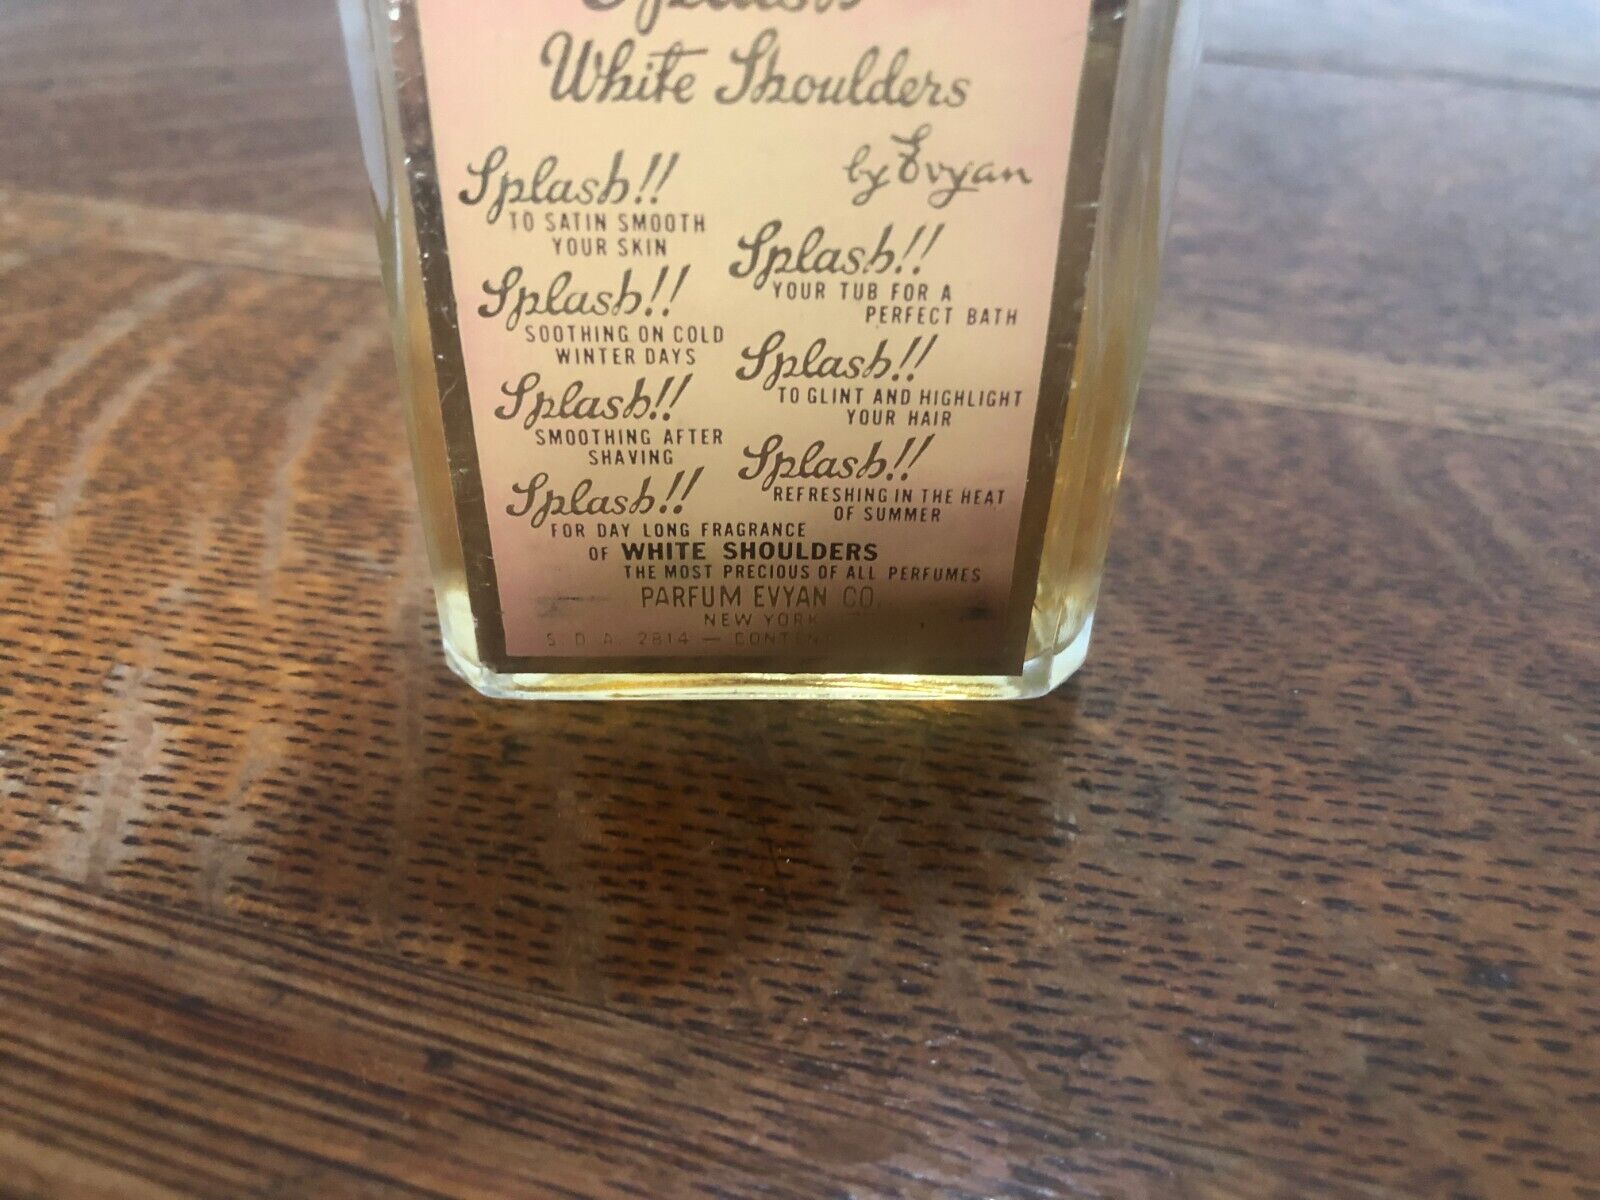 Splash
White Shoulders
by Evyan
Splash!!
TO SATIN SMOOTH
YOUR SKIN
Splash!!
YOUR TUB FOR A
PERFECT BATH
Splash!!
SOOTHING ON COLD
WINTER DAYS
Splash!!
TO GLINT AND HIGHLIGHT
YOUR HAIR
Splash!!
SMOOTHING AFTER
SHAVING
Splash!!
REFRESHING IN THE HEAT
OF SUMMER
Splash!!
FOR DAY LONG FRAGRANCE
OF WHITE SHOULDERS
THE MOST PRECIOUS OF ALL PERFUMES
PARFUM EVYAN CO.
NEW YORK
S. D. A. 2814 —